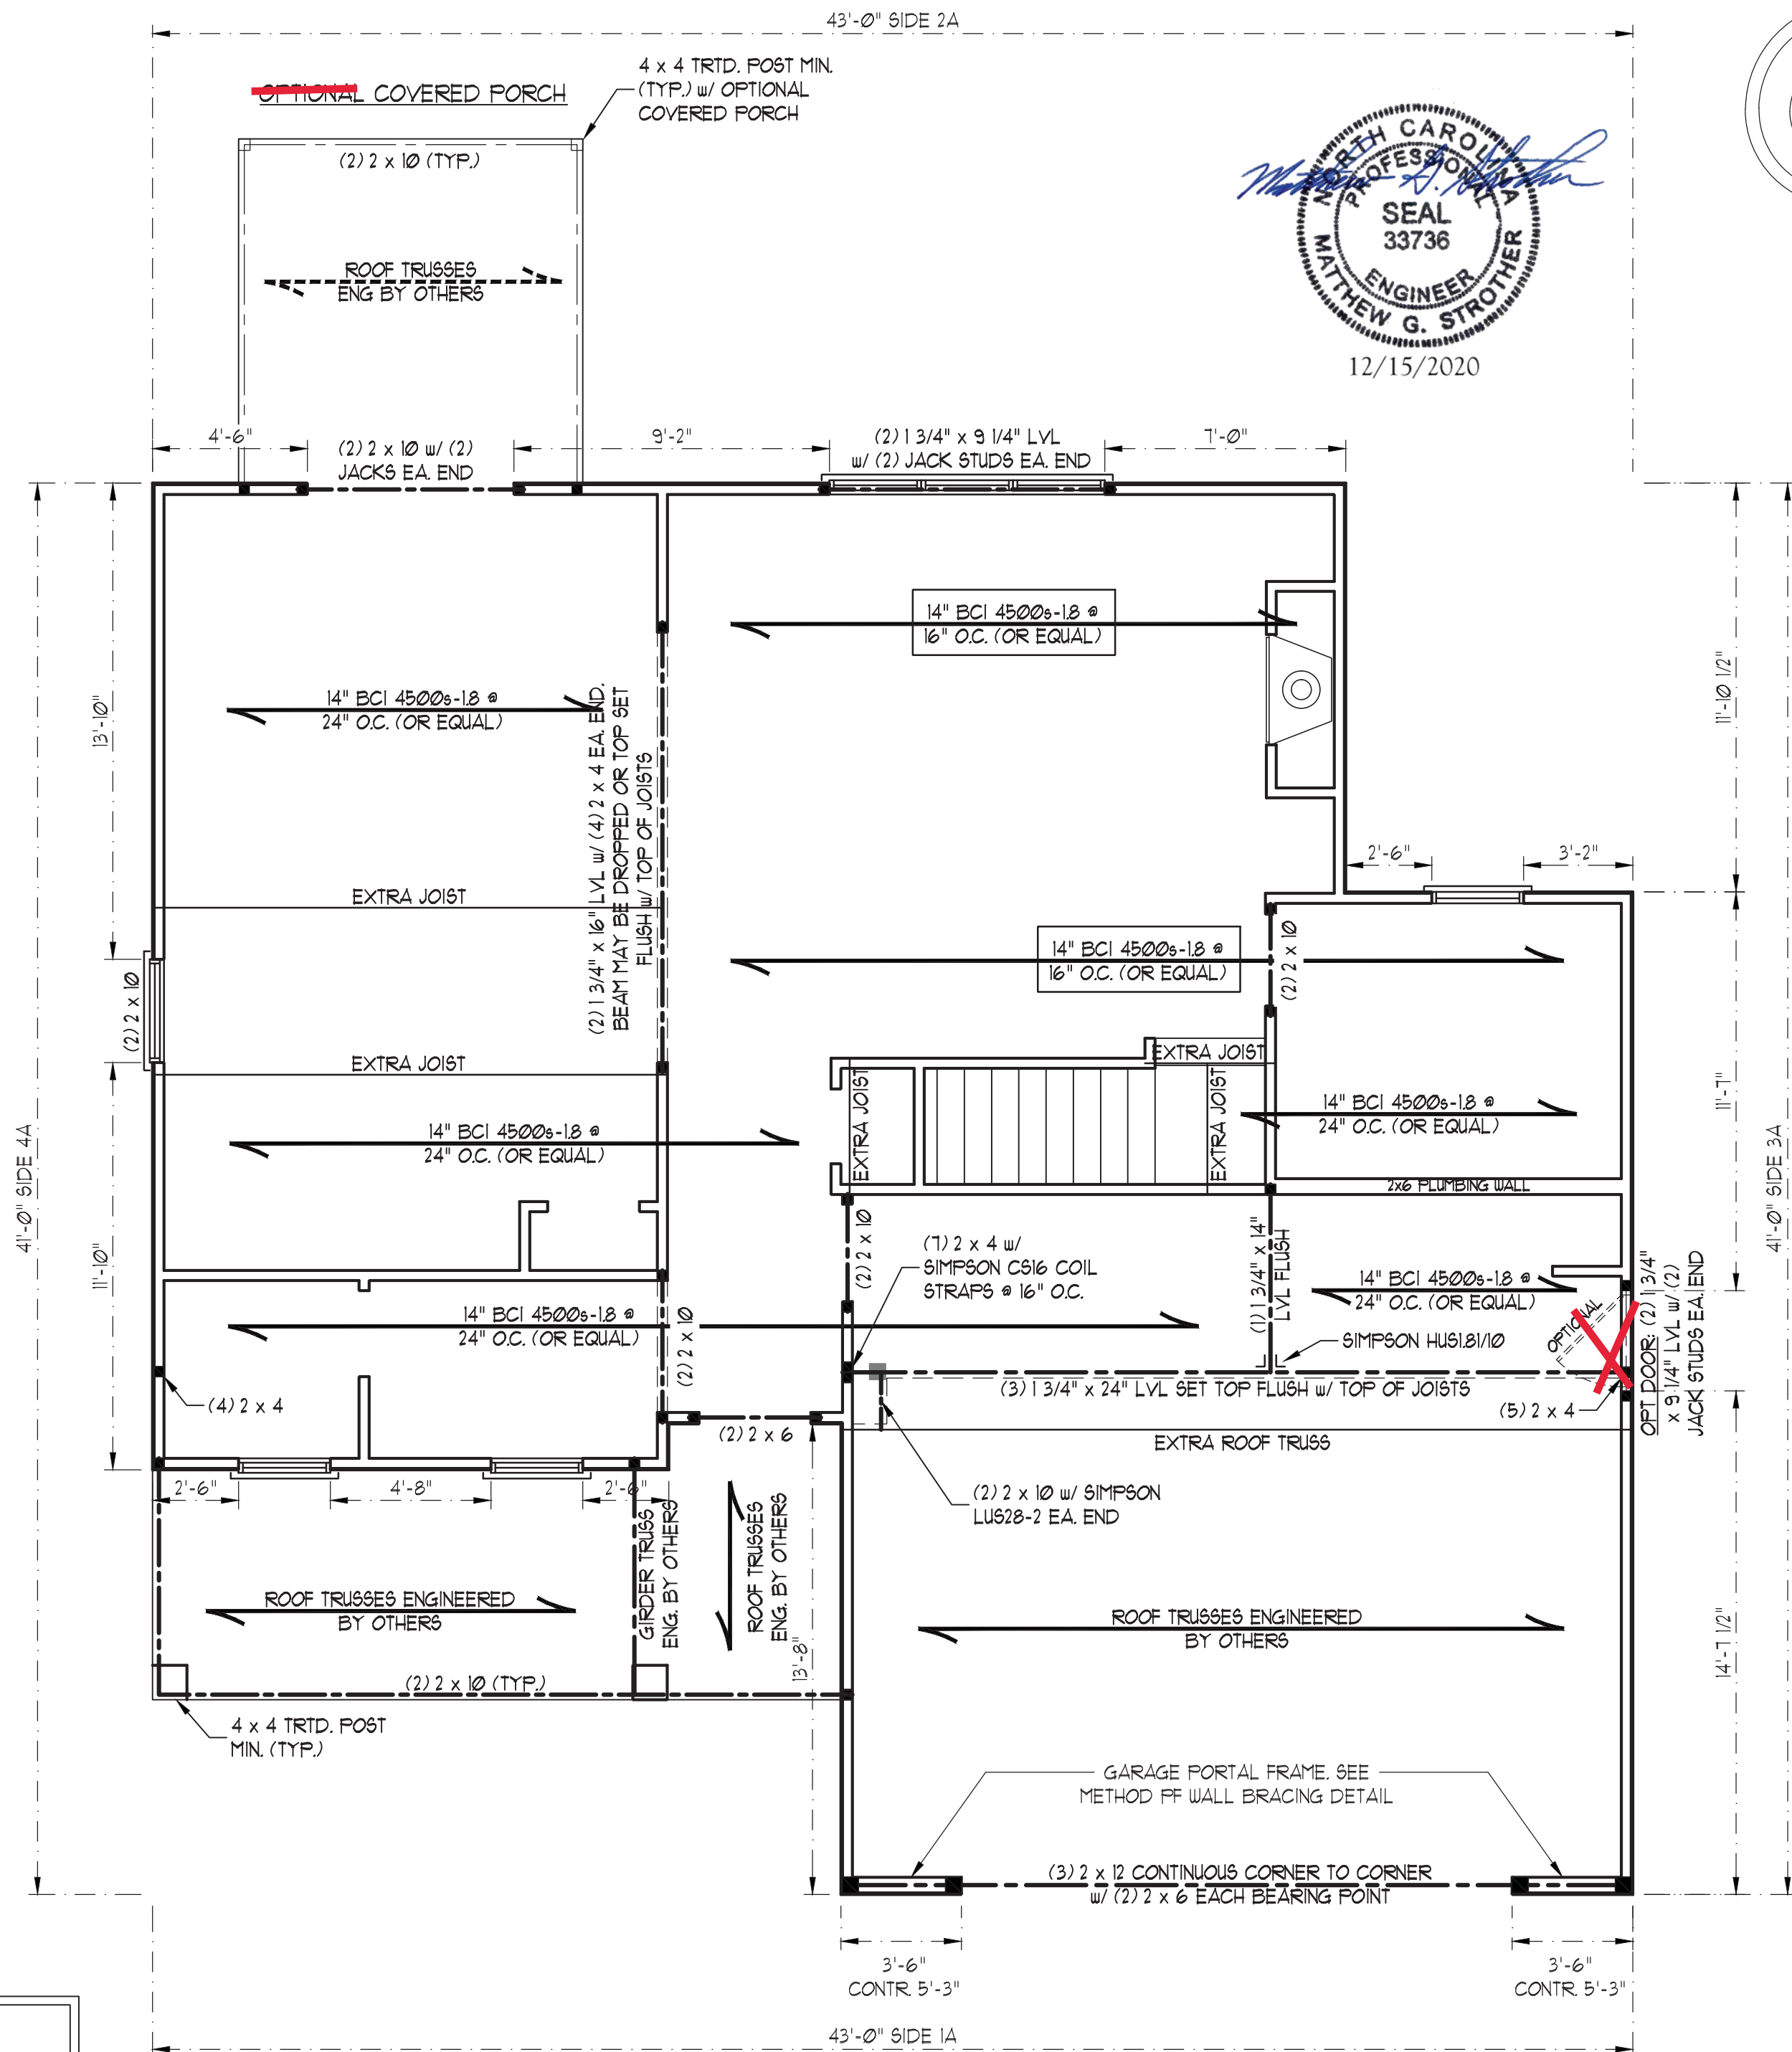 43'-0" SIDE 2A
OPTIONAL COVERED PORCH
4 x 4 TRTD. POST MIN.
(TYP.) w/ OPTIONAL
COVERED PORCH
(2) 2 x 10 (TYP.)
NORTH CAROLINA
PROFESSIONAL
SEAL
33736
ENGINEER
MATTHEW G. STROTHER
12/15/2020
ROOF TRUSSES
ENG BY OTHERS
4'-6"
(2) 2 x 10 w/ (2)
JACKS EA. END
9'-2"
(2) 1 3/4" x 9 1/4" LVL
w/ (2) JACK STUDS EA. END
7'-0"
14" BCI 4500s-1.8 @
16" O.C. (OR EQUAL)
14" BCI 4500s-1.8 @
24" O.C. (OR EQUAL)
13'-10"
11'-10 1/2"
(2) 1 3/4" x 16" LVL w/ (4) 2 x 4 EA. END.
BEAM MAY BE DROPPED OR TOP SET
FLUSH w/ TOP OF JOISTS
2'-6"
3'-2"
EXTRA JOIST
14" BCI 4500s-1.8 @
16" O.C. (OR EQUAL)
(2) 2 x 10
(2) 2 x 10
EXTRA JOIST
EXTRA JOIST
EXTRA JOIST
EXTRA JOIST
14" BCI 4500s-1.8 @
24" O.C. (OR EQUAL)
11'-7"
14" BCI 4500s-1.8 @
24" O.C. (OR EQUAL)
41'-0" SIDE 4A
41'-0" SIDE 3A
2x6 PLUMBING WALL
11'-10"
(2) 2 x 10
(7) 2 x 4 w/
SIMPSON CS16 COIL
STRAPS @ 16" O.C.
(1) 1 3/4" x 14"
LVL FLUSH
14" BCI 4500s-1.8 @
24" O.C. (OR EQUAL)
OPTIONAL
OPT DOOR: (2) 1 3/4"
x 9 1/4" LVL w/ (2)
JACK STUDS EA. END
14" BCI 4500s-1.8 @
24" O.C. (OR EQUAL)
(2) 2 x 10
SIMPSON HUS1.81/10
(3) 1 3/4" x 24" LVL SET TOP FLUSH w/ TOP OF JOISTS
(4) 2 x 4
(5) 2 x 4
(2) 2 x 6
EXTRA ROOF TRUSS
2'-6"
4'-8"
2'-6"
(2) 2 x 10 w/ SIMPSON
LUS28-2 EA. END
GIRDER TRUSS
ENG. BY OTHERS
ROOF TRUSSES
ENG. BY OTHERS
ROOF TRUSSES ENGINEERED
BY OTHERS
ROOF TRUSSES ENGINEERED
BY OTHERS
13'-8"
14'-7 1/2"
(2) 2 x 10 (TYP.)
4 x 4 TRTD. POST
MIN. (TYP.)
GARAGE PORTAL FRAME. SEE
METHOD PF WALL BRACING DETAIL
(3) 2 x 12 CONTINUOUS CORNER TO CORNER
w/ (2) 2 x 6 EACH BEARING POINT
3'-6"
CONTR. 5'-3"
3'-6"
CONTR. 5'-3"
43'-0" SIDE 1A